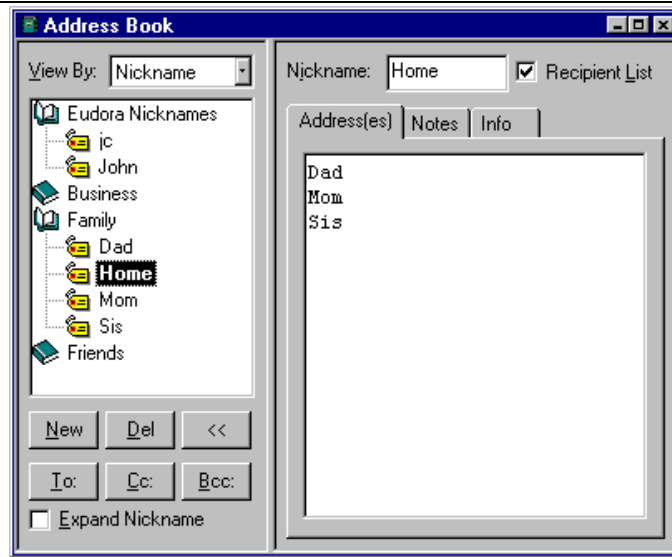 Address Book
View By: Nickname
Eudora Nicknames
jc
John
Business
Family
Dad
Home
Mom
Sis
Friends
New Del <<
To: Cc: Bcc:
Expand Nickname
Nickname: Home Recipient List
Address(es) Notes Info
Dad
Mom
Sis